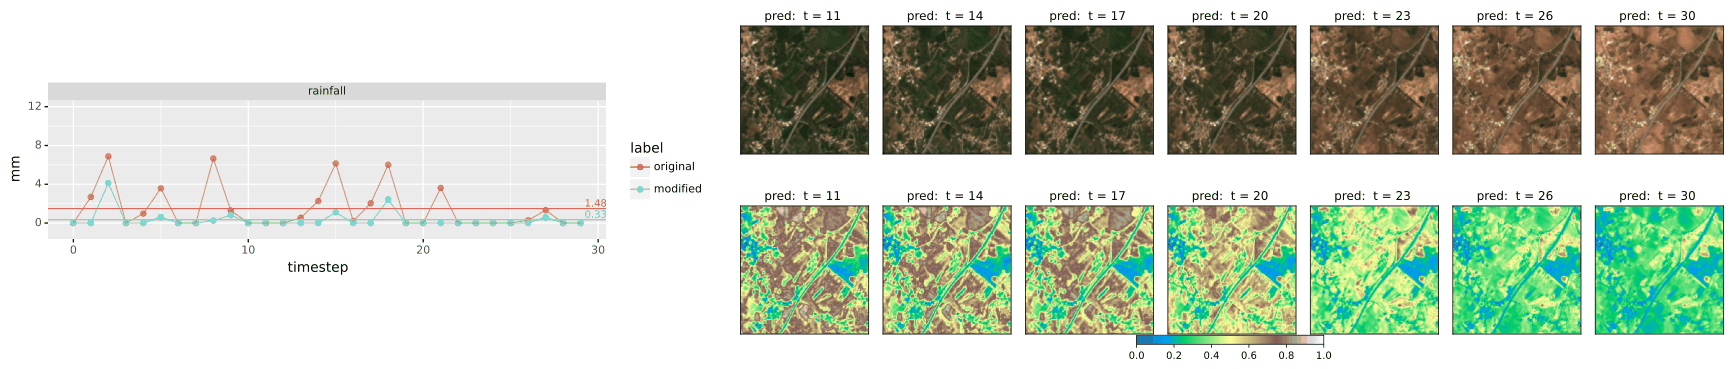 rainfall
12
8
4
0
mm
1.48
0.33
0
10
20
30
timestep
label
original
modified
pred: t = 11
pred: t = 14
pred: t = 17
pred: t = 20
pred: t = 23
pred: t = 26
pred: t = 30
pred: t = 11
pred: t = 14
pred: t = 17
pred: t = 20
pred: t = 23
pred: t = 26
pred: t = 30
0.0
0.2
0.4
0.6
0.8
1.0